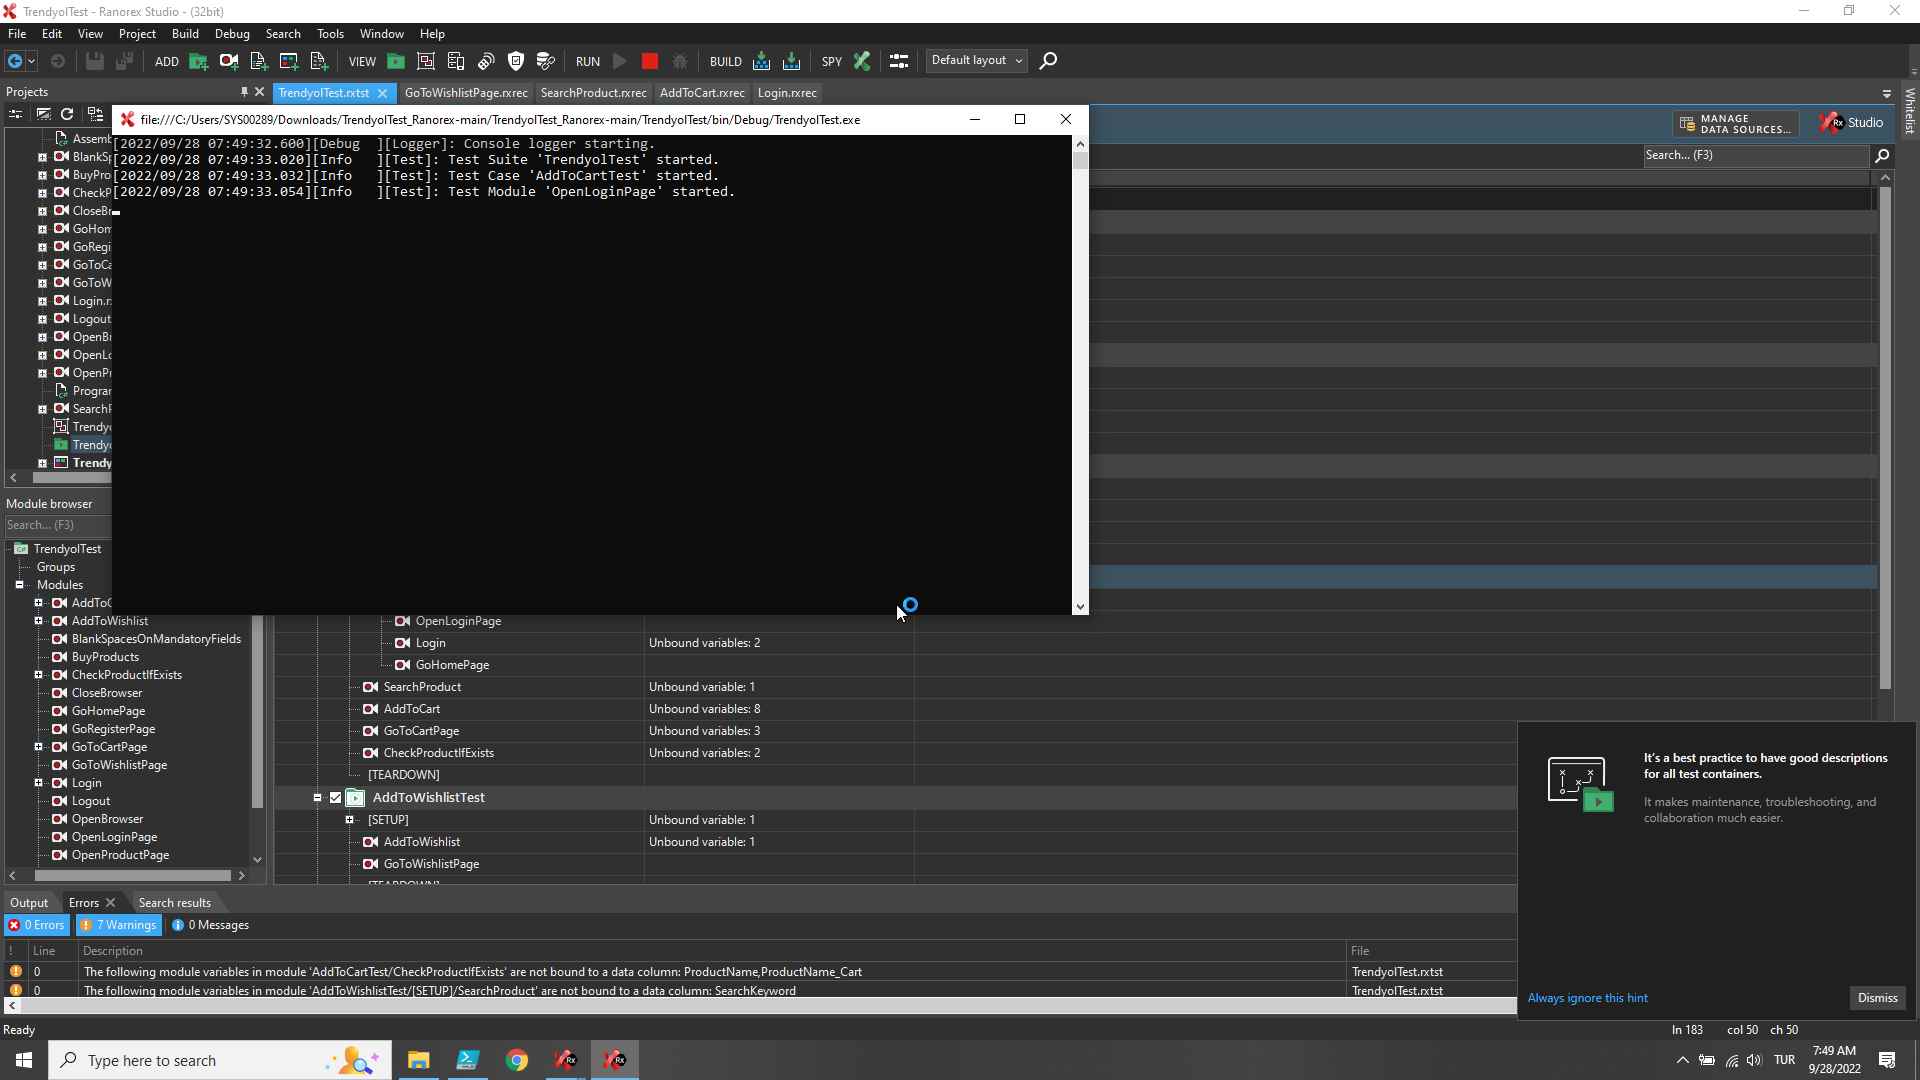 TrendyolTest - Ranorex Studio - (32bit)
File Edit View Project Build Debug Search Tools Window Help
ADD VIEW RUN BUILD SPY Default layout
Projects
TrendyolTest.rxtst GoToWishlistPage.rxrec SearchProduct.rxrec AddToCart.rxrec Login.rxrec
Whitelist
file:///C:/Users/SYS00289/Downloads/TrendyolTest_Ranorex-main/TrendyolTest_Ranorex-main/TrendyolTest/bin/Debug/TrendyolTest.exe
MANAGE
DATA SOURCES...
Studio
Search... (F3)
[2022/09/28 07:49:32.600][Debug  ][Logger]: Console logger starting.
[2022/09/28 07:49:33.020][Info   ][Test]: Test Suite 'TrendyolTest' started.
[2022/09/28 07:49:33.032][Info   ][Test]: Test Case 'AddToCartTest' started.
[2022/09/28 07:49:33.054][Info   ][Test]: Test Module 'OpenLoginPage' started.
Assemb
BlankS
BuyPro
CheckP
CloseBr
GoHom
GoRegi
GoToCa
GoToW
Login.r
Logout
OpenBr
OpenLo
OpenPr
Progran
SearchP
Trendyo
Trendyo
Trendy
Module browser
Search... (F3)
TrendyolTest
Groups
Modules
AddToC
AddToWishlist
BlankSpacesOnMandatoryFields
BuyProducts
CheckProductIfExists
CloseBrowser
GoHomePage
GoRegisterPage
GoToCartPage
GoToWishlistPage
Login
Logout
OpenBrowser
OpenLoginPage
OpenProductPage
OpenLoginPage
Login Unbound variables: 2
GoHomePage
SearchProduct Unbound variable: 1
AddToCart Unbound variables: 8
GoToCartPage Unbound variables: 3
CheckProductIfExists Unbound variables: 2
[TEARDOWN]
AddToWishlistTest
[SETUP] Unbound variable: 1
AddToWishlist Unbound variable: 1
GoToWishlistPage
[TEARDOWN]
It's a best practice to have good descriptions
for all test containers.
It makes maintenance, troubleshooting, and
collaboration much easier.
Always ignore this hint Dismiss
Output Errors Search results
0 Errors 7 Warnings 0 Messages
! Line Description File
0 The following module variables in module 'AddToCartTest/CheckProductIfExists' are not bound to a data column: ProductName,ProductName_Cart TrendyolTest.rxtst
0 The following module variables in module 'AddToWishlistTest/[SETUP]/SearchProduct' are not bound to a data column: SearchKeyword TrendyolTest.rxtst
Ready ln 183 col 50 ch 50
Type here to search
TUR
7:49 AM
9/28/2022